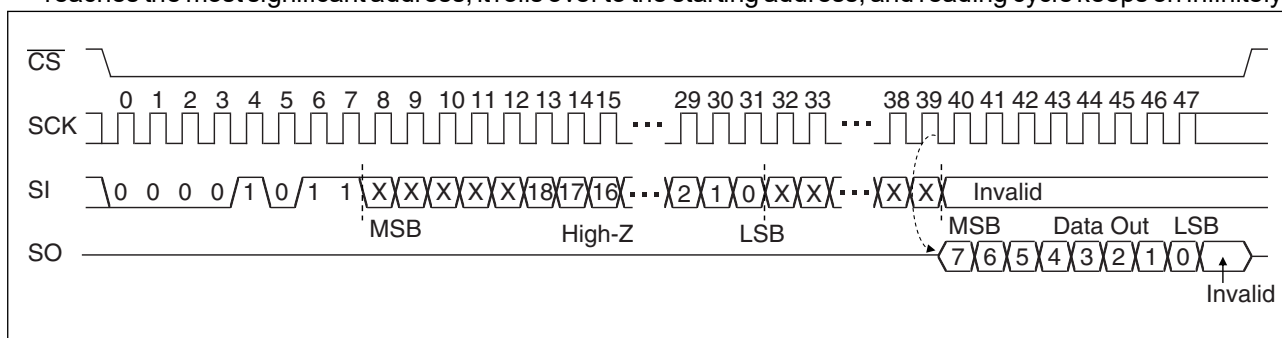 reaches the most significant address, it rolls over to the starting address, and reading cycle keeps on infinitely
CS
0 1 2 3 4 5 6 7 8 9 10 11 12 13 14 15 29 30 31 32 33 38 39 40 41 42 43 44 45 46 47
SCK
SI 0 0 0 0 1 0 1 1 X X X X X 18 17 16 2 1 0 X X X X Invalid
MSB High-Z LSB MSB Data Out LSB
SO 7 6 5 4 3 2 1 0
Invalid